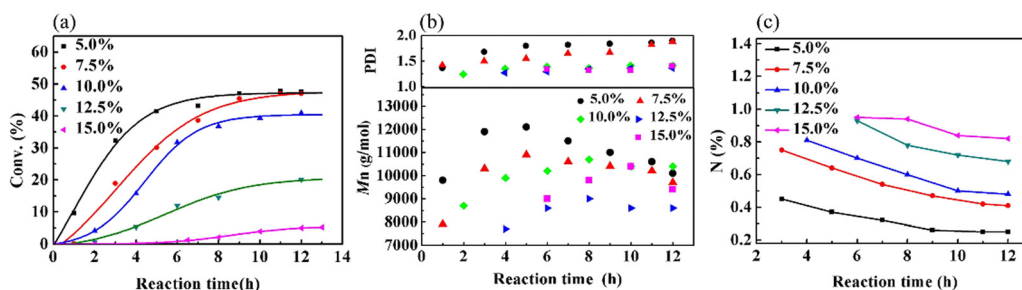 (a)
60
50
40
30
20
10
0
Conv. (%)
5.0%
7.5%
10.0%
12.5%
15.0%
0 2 4 6 8 10 12 14
Reaction time(h)
(b)
2.0
1.5
1.0
PDI
13000
12000
11000
10000
9000
8000
7000
Mn (g/mol)
5.0% 7.5%
10.0% 12.5%
15.0%
0 2 4 6 8 10 12
Reaction time (h)
(c)
1.4
1.2
1.0
0.8
0.6
0.4
0.2
N (%)
5.0%
7.5%
10.0%
12.5%
15.0%
2 4 6 8 10 12
Reaction time (h)